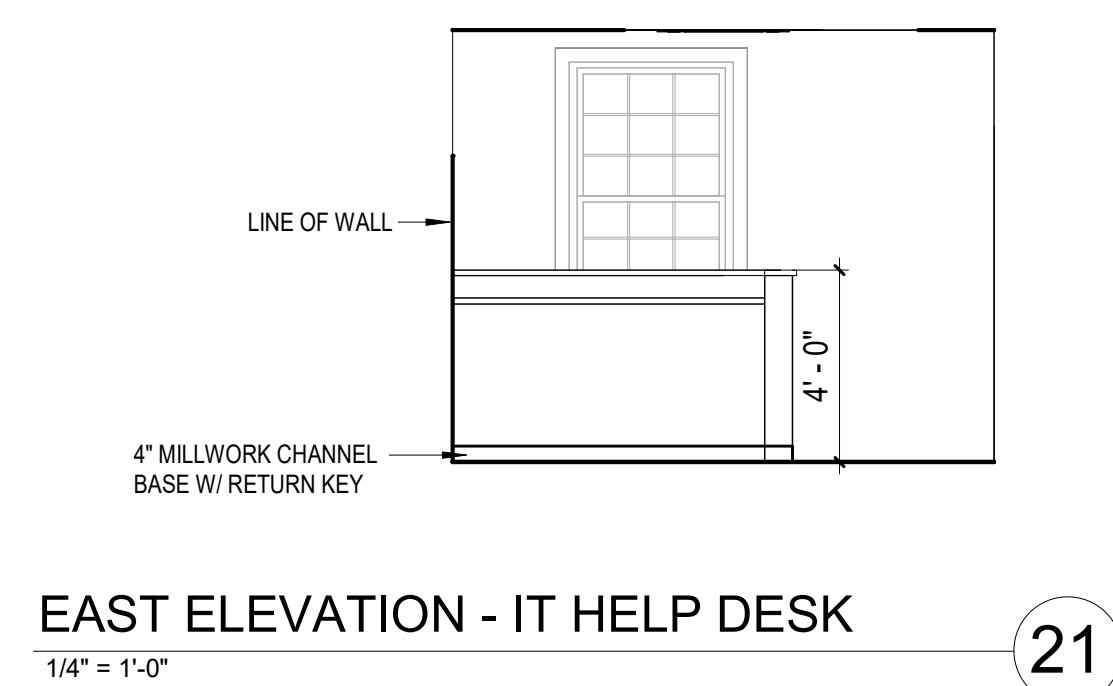 LINE OF WALL
4' - 0"
4" MILLWORK CHANNEL
BASE W/ RETURN KEY
EAST ELEVATION - IT HELP DESK
21
1/4" = 1'-0"